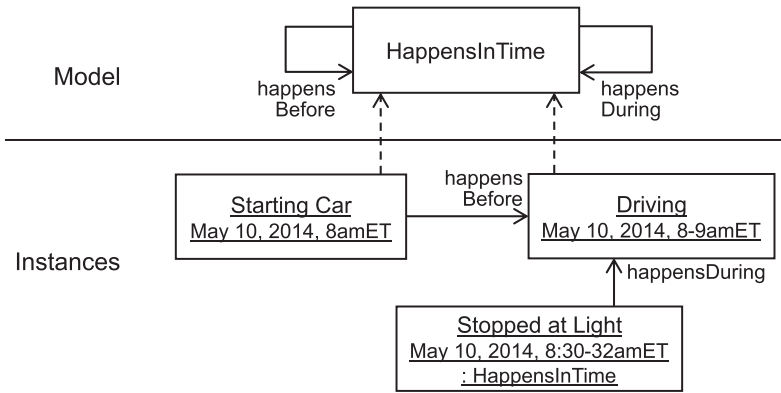 HappensInTime
Model
happens
Before
happens
During
Starting Car
May 10, 2014, 8amET
happens
Before
Driving
May 10, 2014, 8-9amET
Instances
happensDuring
Stopped at Light
May 10, 2014, 8:30-32amET
: HappensInTime